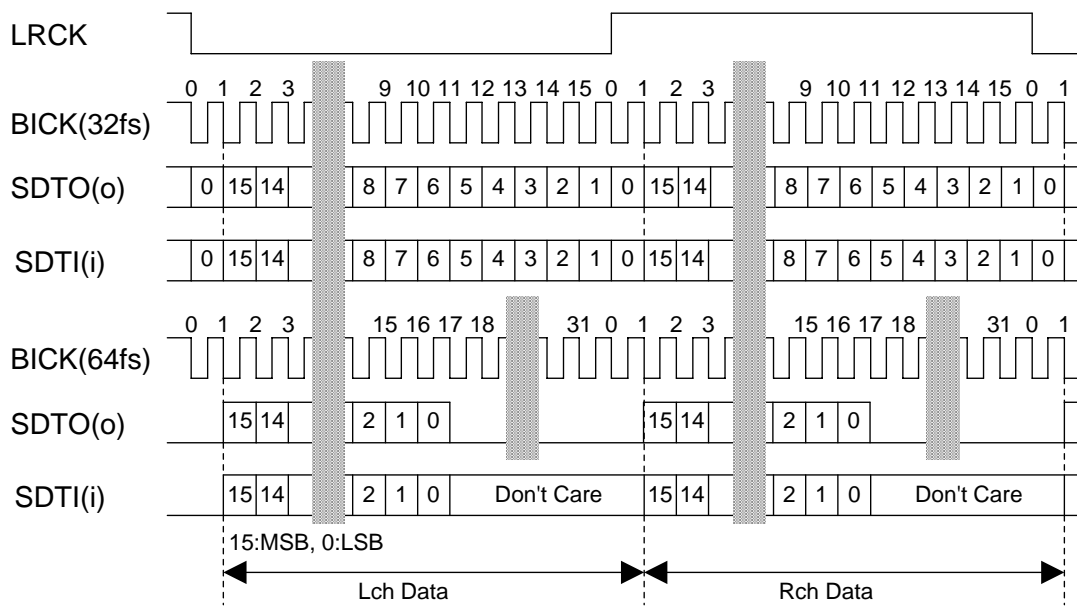 LRCK
0 1 2 3 9 10 11 12 13 14 15 0 1 2 3 9 10 11 12 13 14 15 0 1
BICK(32fs)
SDTO(o) 0 15 14 8 7 6 5 4 3 2 1 0 15 14 8 7 6 5 4 3 2 1 0
SDTI(i) 0 15 14 8 7 6 5 4 3 2 1 0 15 14 8 7 6 5 4 3 2 1 0
0 1 2 3 15 16 17 18 31 0 1 2 3 15 16 17 18 31 0 1
BICK(64fs)
SDTO(o) 15 14 2 1 0 15 14 2 1 0
SDTI(i) 15 14 2 1 0 Don't Care 15 14 2 1 0 Don't Care
15:MSB, 0:LSB
Lch Data Rch Data